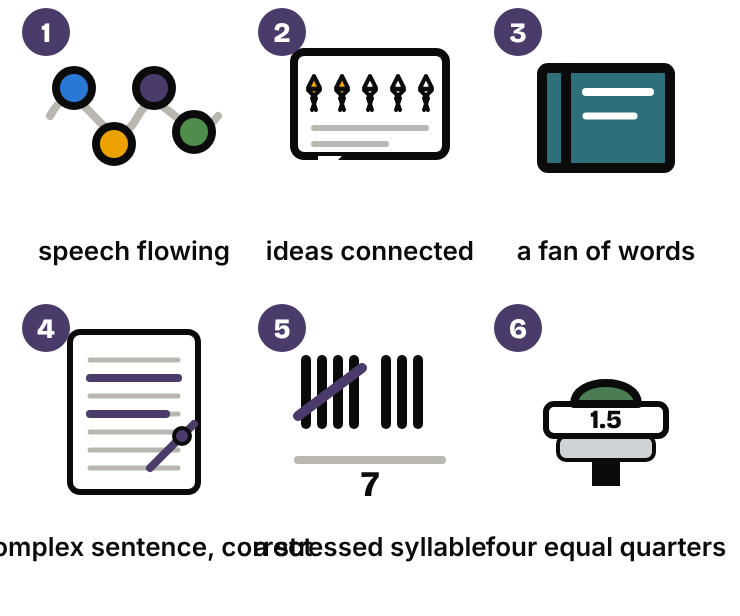 1
2
3
speech flowing
ideas connected
a fan of words
4
5
6
1.5
7
omplex sentence,
syllable
four equal quarters